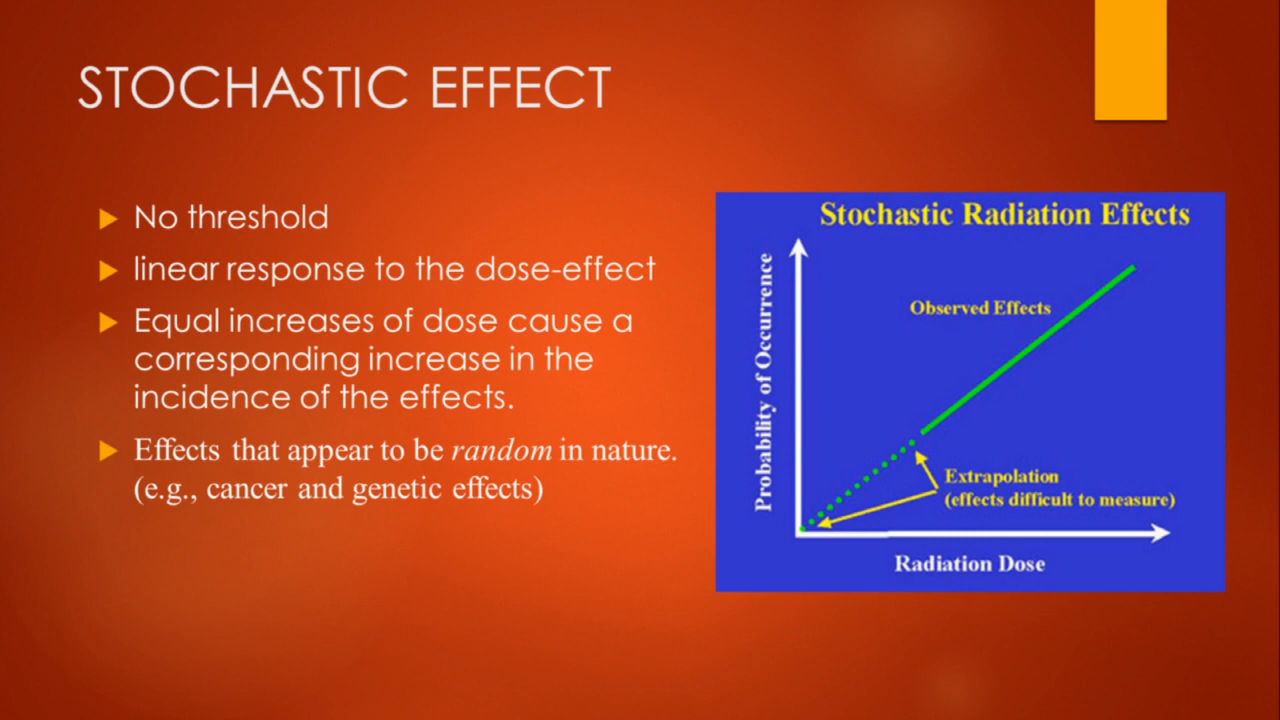 STOCHASTIC EFFECT
No threshold
linear response to the dose-effect
Equal increases of dose cause a
corresponding increase in the
incidence of the effects.
Effects that appear to be random in nature.
(e.g., cancer and genetic effects)
Stochastic Radiation Effects
Probability of Occurrence
Observed Effects
Extrapolation
(effects difficult to measure)
Radiation Dose